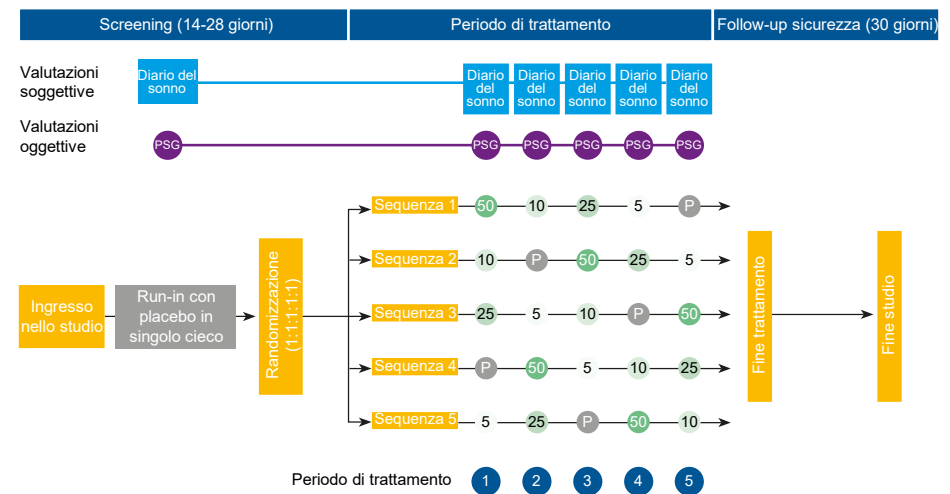 Screening (14-28 giorni)
Periodo di trattamento
Follow-up sicurezza (30 giorni)
Valutazioni
soggettive
Diario del
sonno
Diario
del
sonno
Diario
del
sonno
Diario
del
sonno
Diario
del
sonno
Diario
del
sonno
Valutazioni
oggettive
PSG
PSG
PSG
PSG
PSG
PSG
Ingresso
nello studio
Run-in con
placebo in
singolo cieco
Randomizzazione
(1:1:1:1:1)
Sequenza 1 50 10 25 5 P
Sequenza 2 10 P 50 25 5
Sequenza 3 25 5 10 P 50
Sequenza 4 P 50 5 10 25
Sequenza 5 5 25 P 50 10
Fine trattamento
Fine studio
Periodo di trattamento 1 2 3 4 5